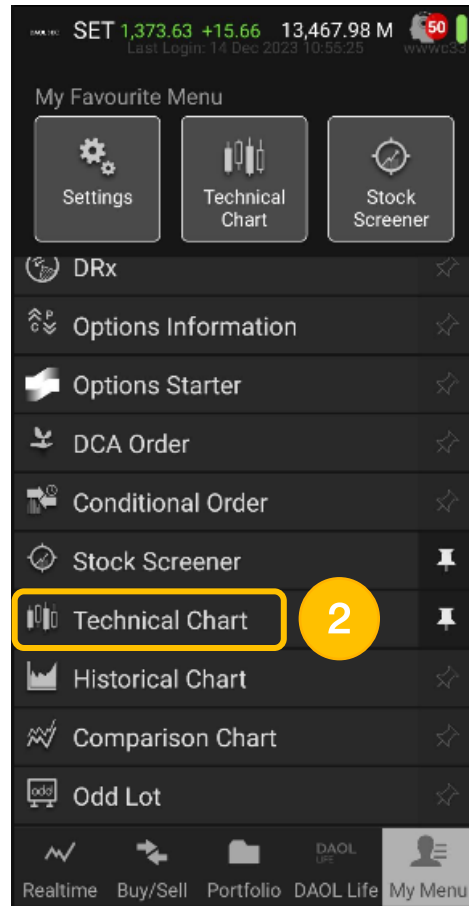 SET 1,373.63 +15.66 13,467.98 M 50
Last Login: 14 Dec 2023 10:55:25 wwwc33
My Favourite Menu
Settings
Technical Chart
Stock Screener
DRx
Options Information
Options Starter
DCA Order
Conditional Order
Stock Screener
Technical Chart 2
Historical Chart
Comparison Chart
odd Odd Lot
DAOL LIFE
Realtime Buy/Sell Portfolio DAOL Life My Menu